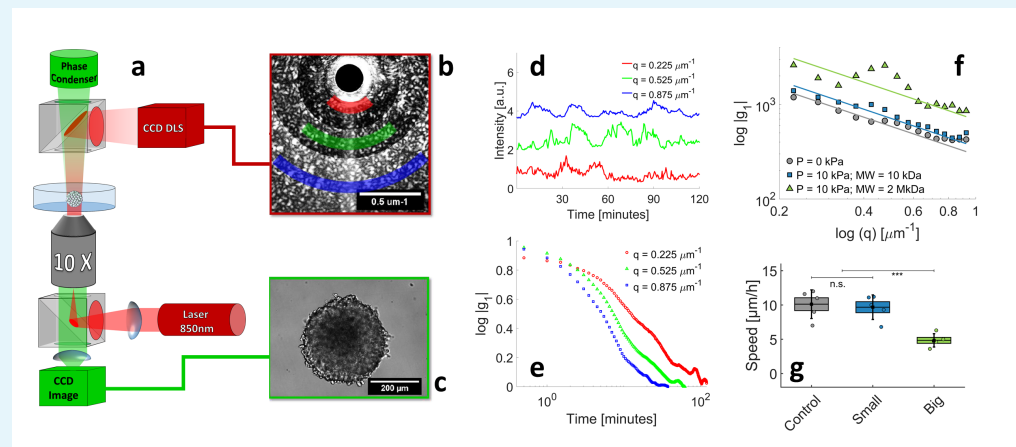 a
Phase
Condenser
CCD DLS
10 X
Laser
850nm
CCD
Image
b
0.5 um-1
200 µm
c
d
q = 0.225 µm⁻¹
q = 0.525 µm⁻¹
q = 0.875 µm⁻¹
Intensity [a.u.]
6
4
2
0
30
60
90
120
Time [minutes]
e
q = 0.225 µm⁻¹
q = 0.525 µm⁻¹
q = 0.875 µm⁻¹
log |g₁|
1
0.8
0.6
0.4
0.2
0
10⁰
10¹
10²
Time [minutes]
f
log |g₁|
10³
10²
P = 0 kPa
P = 10 kPa; MW = 10 kDa
P = 10 kPa; MW = 2 MkDa
0.2
0.4
0.6
0.8
1
log (q) [µm⁻¹]
g
Speed [µm/h]
15
10
5
0
n.s.
***
Control
Small
Big